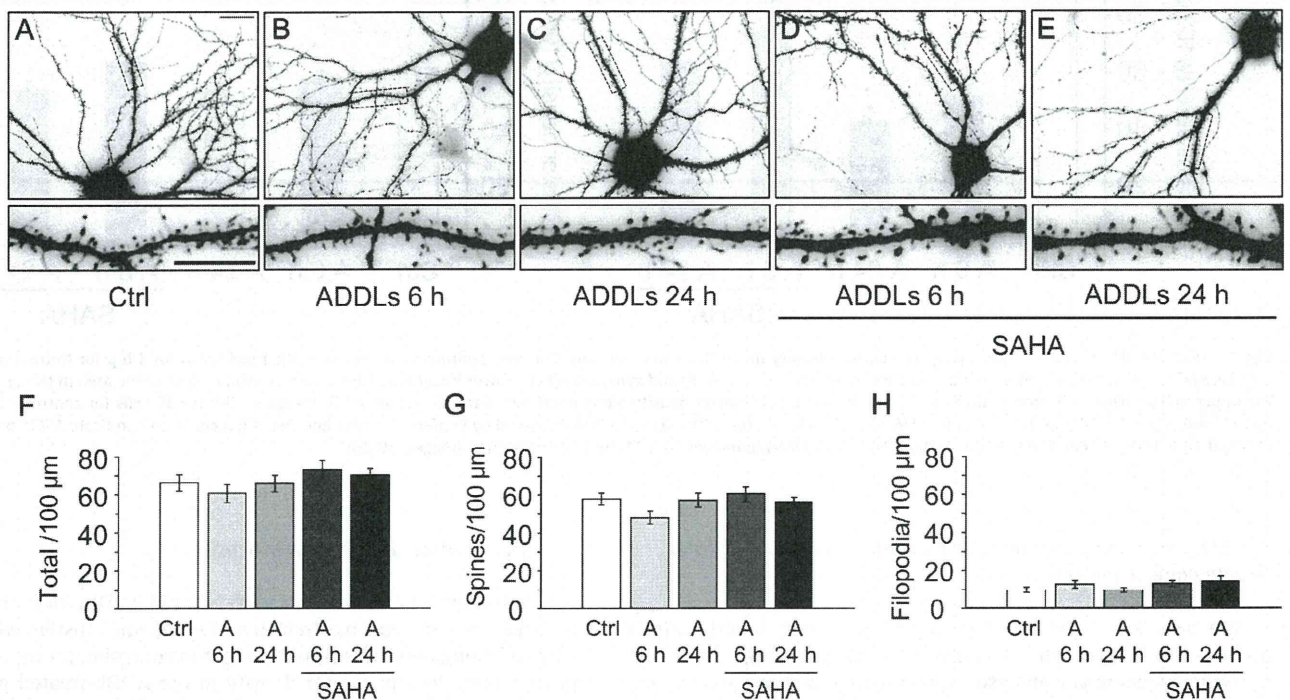 A B C D E
Ctrl ADDLs 6 h ADDLs 24 h ADDLs 6 h ADDLs 24 h
SAHA
F
Total /100 µm
80
60
40
20
0
Ctrl A A A A
6 h 24 h 6 h 24 h
SAHA
G
Spines/100 µm
80
60
40
20
0
Ctrl A A A A
6 h 24 h 6 h 24 h
SAHA
H
Filopodia/100 µm
80
60
40
20
0
Ctrl A A A A
6 h 24 h 6 h 24 h
SAHA